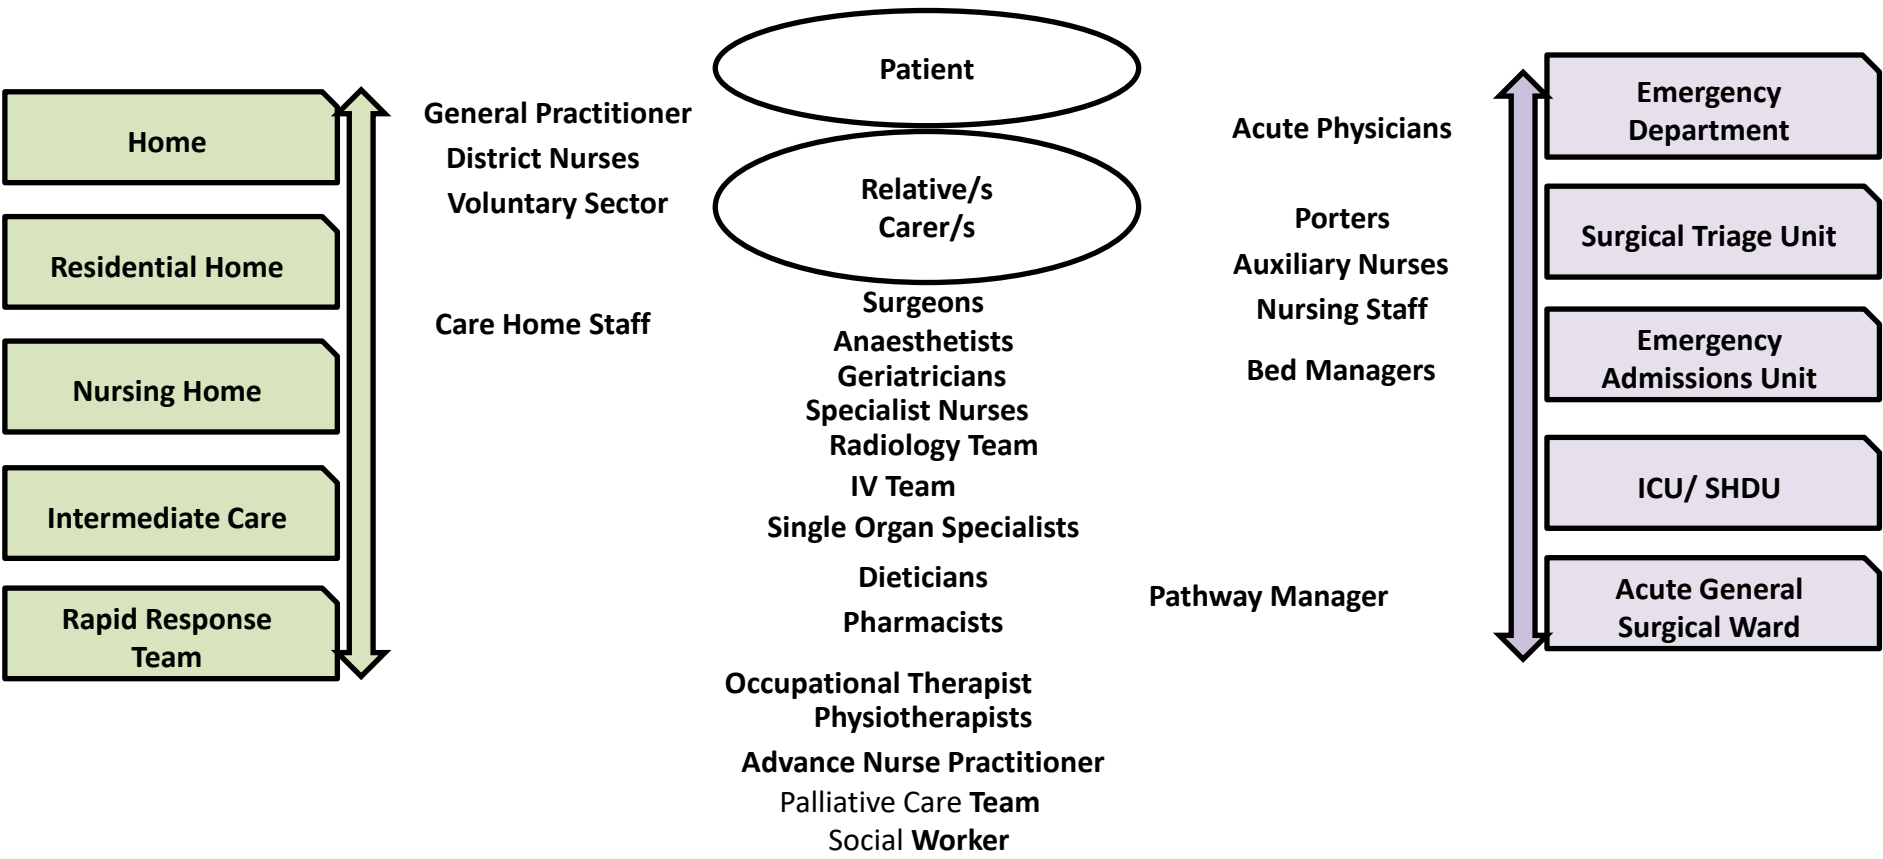 Home
Residential Home
Nursing Home
Intermediate Care
Rapid Response
Team
General Practitioner
District Nurses
Voluntary Sector
Care Home Staff
Patient
Relative/s
Carer/s
Surgeons
Anaesthetists
Geriatricians
Specialist Nurses
Radiology Team
IV Team
Single Organ Specialists
Dieticians
Pharmacists
Occupational Therapist
Physiotherapists
Advance Nurse Practitioner
Palliative Care Team
Social Worker
Acute Physicians
Porters
Auxiliary Nurses
Nursing Staff
Bed Managers
Pathway Manager
Emergency
Department
Surgical Triage Unit
Emergency
Admissions Unit
ICU/ SHDU
Acute General
Surgical Ward